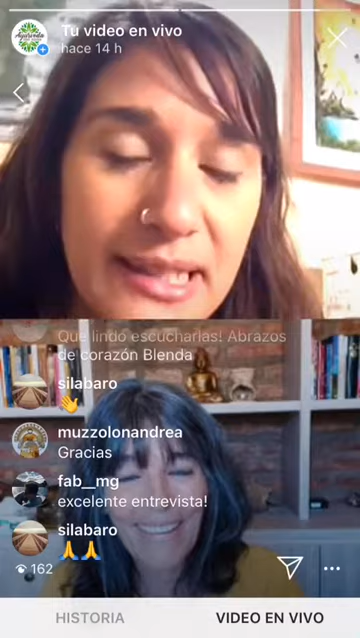 Tu video en vivo
hace 14 h
Que lindo escucharlas! Abrazos
de corazón Blenda
silabaro
👋
muzzolonandrea
Gracias
fab__mg
excelente entrevista!
silabaro
🙏🙏
162
HISTORIA
VIDEO EN VIVO